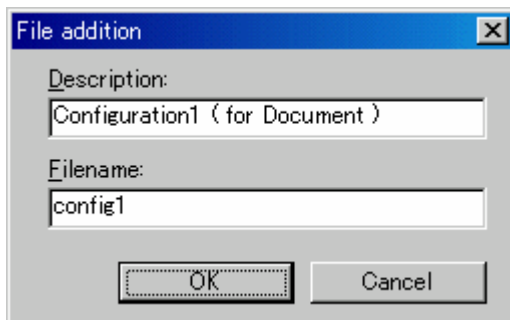 File addition
Description:
Configuration1 ( for Document )
Filename:
config1
OK Cancel